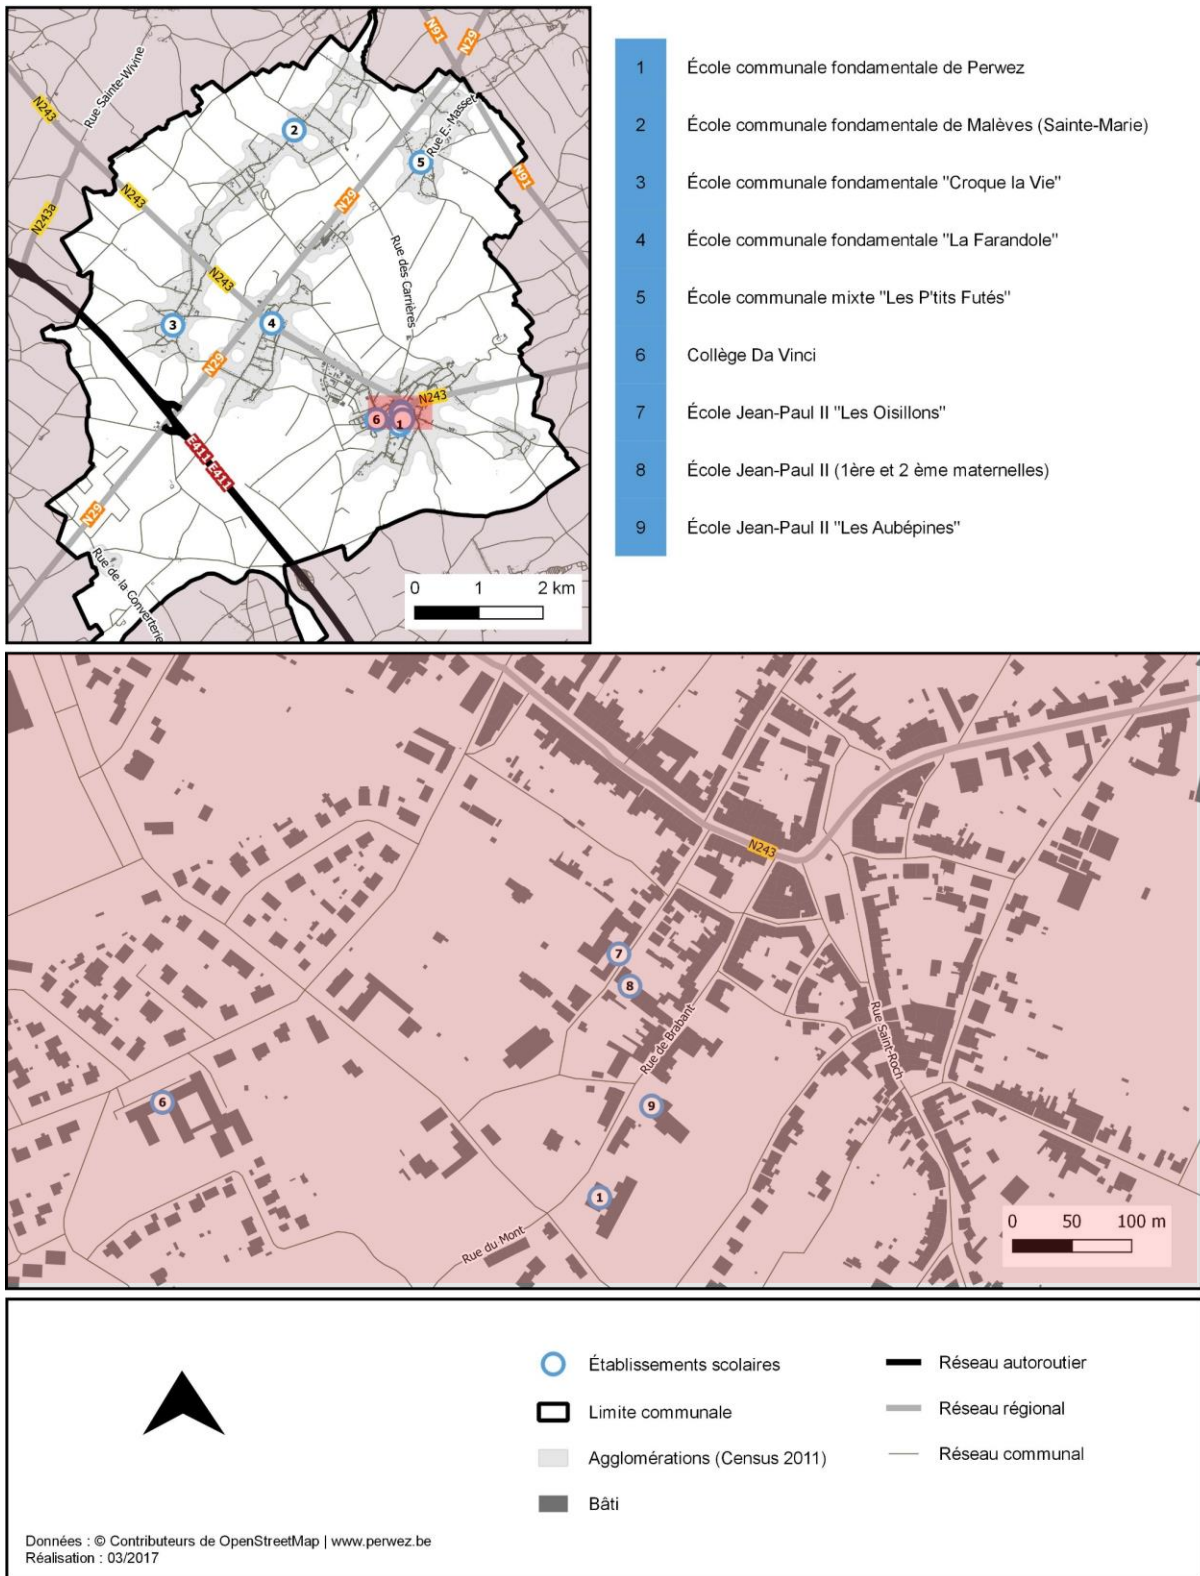 N91
N29
N243
Rue Sainte-Wivine
Rue E. Masset
2
5
N91
N243
N29
N243a
Rue des Carrières
N243
3
4
N29
N243
6
1
E411
E411
N29
Rue de la Converterie
0 1 2 km
1 École communale fondamentale de Perwez
2 École communale fondamentale de Malèves (Sainte-Marie)
3 École communale fondamentale "Croque la Vie"
4 École communale fondamentale "La Farandole"
5 École communale mixte "Les P'tits Futés"
6 Collège Da Vinci
7 École Jean-Paul II "Les Oisillons"
8 École Jean-Paul II (1ère et 2 ème maternelles)
9 École Jean-Paul II "Les Aubépines"
N243
7
8
Rue de Brabant
Rue Saint-Roch
6
9
1
Rue du Mont
0 50 100 m
Établissements scolaires
Réseau autoroutier
Limite communale
Réseau régional
Agglomérations (Census 2011)
Réseau communal
Bâti
Données : © Contributeurs de OpenStreetMap | www.perwez.be
Réalisation : 03/2017